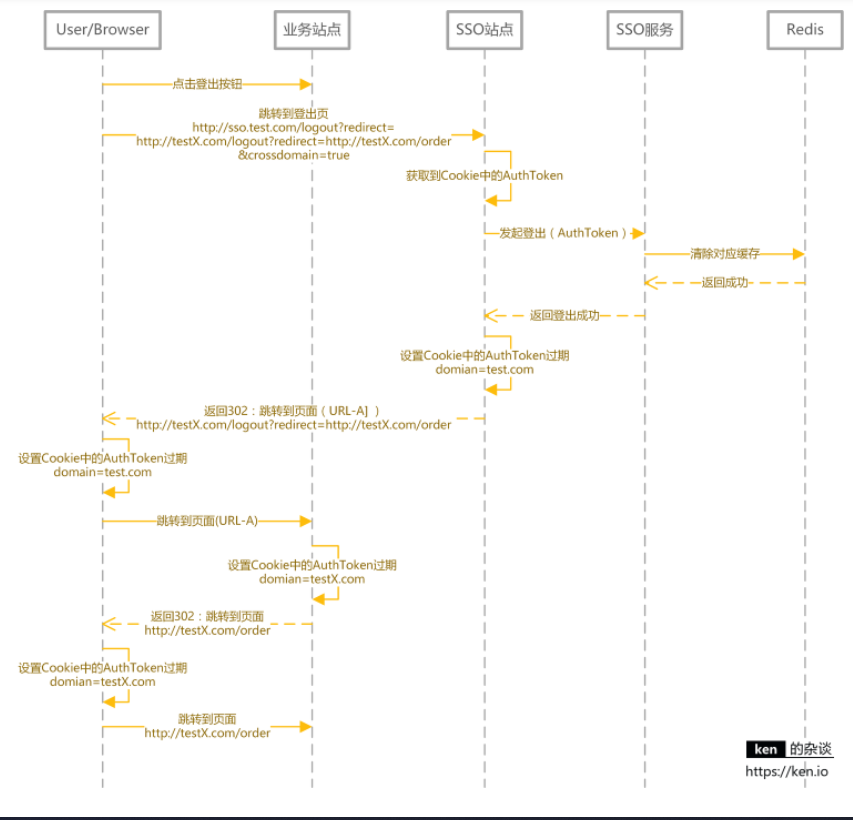 User/Browser
业务站点
SSO站点
SSO服务
Redis
点击登出按钮
跳转到登出页
http://sso.test.com/logout?redirect=
http://testX.com/logout?redirect=http://testX.com/order
&crossdomain=true
获取到Cookie中的AuthToken
发起登出（AuthToken）
清除对应缓存
返回成功
返回登出成功
设置Cookie中的AuthToken过期
domian=test.com
返回302：跳转到页面（URL-A]）
http://testX.com/logout?redirect=http://testX.com/order
设置Cookie中的AuthToken过期
domain=test.com
跳转到页面(URL-A)
设置Cookie中的AuthToken过期
domian=testX.com
返回302：跳转到页面
http://testX.com/order
设置Cookie中的AuthToken过期
domian=testX.com
跳转到页面
http://testX.com/order
ken 的杂谈
https://ken.io